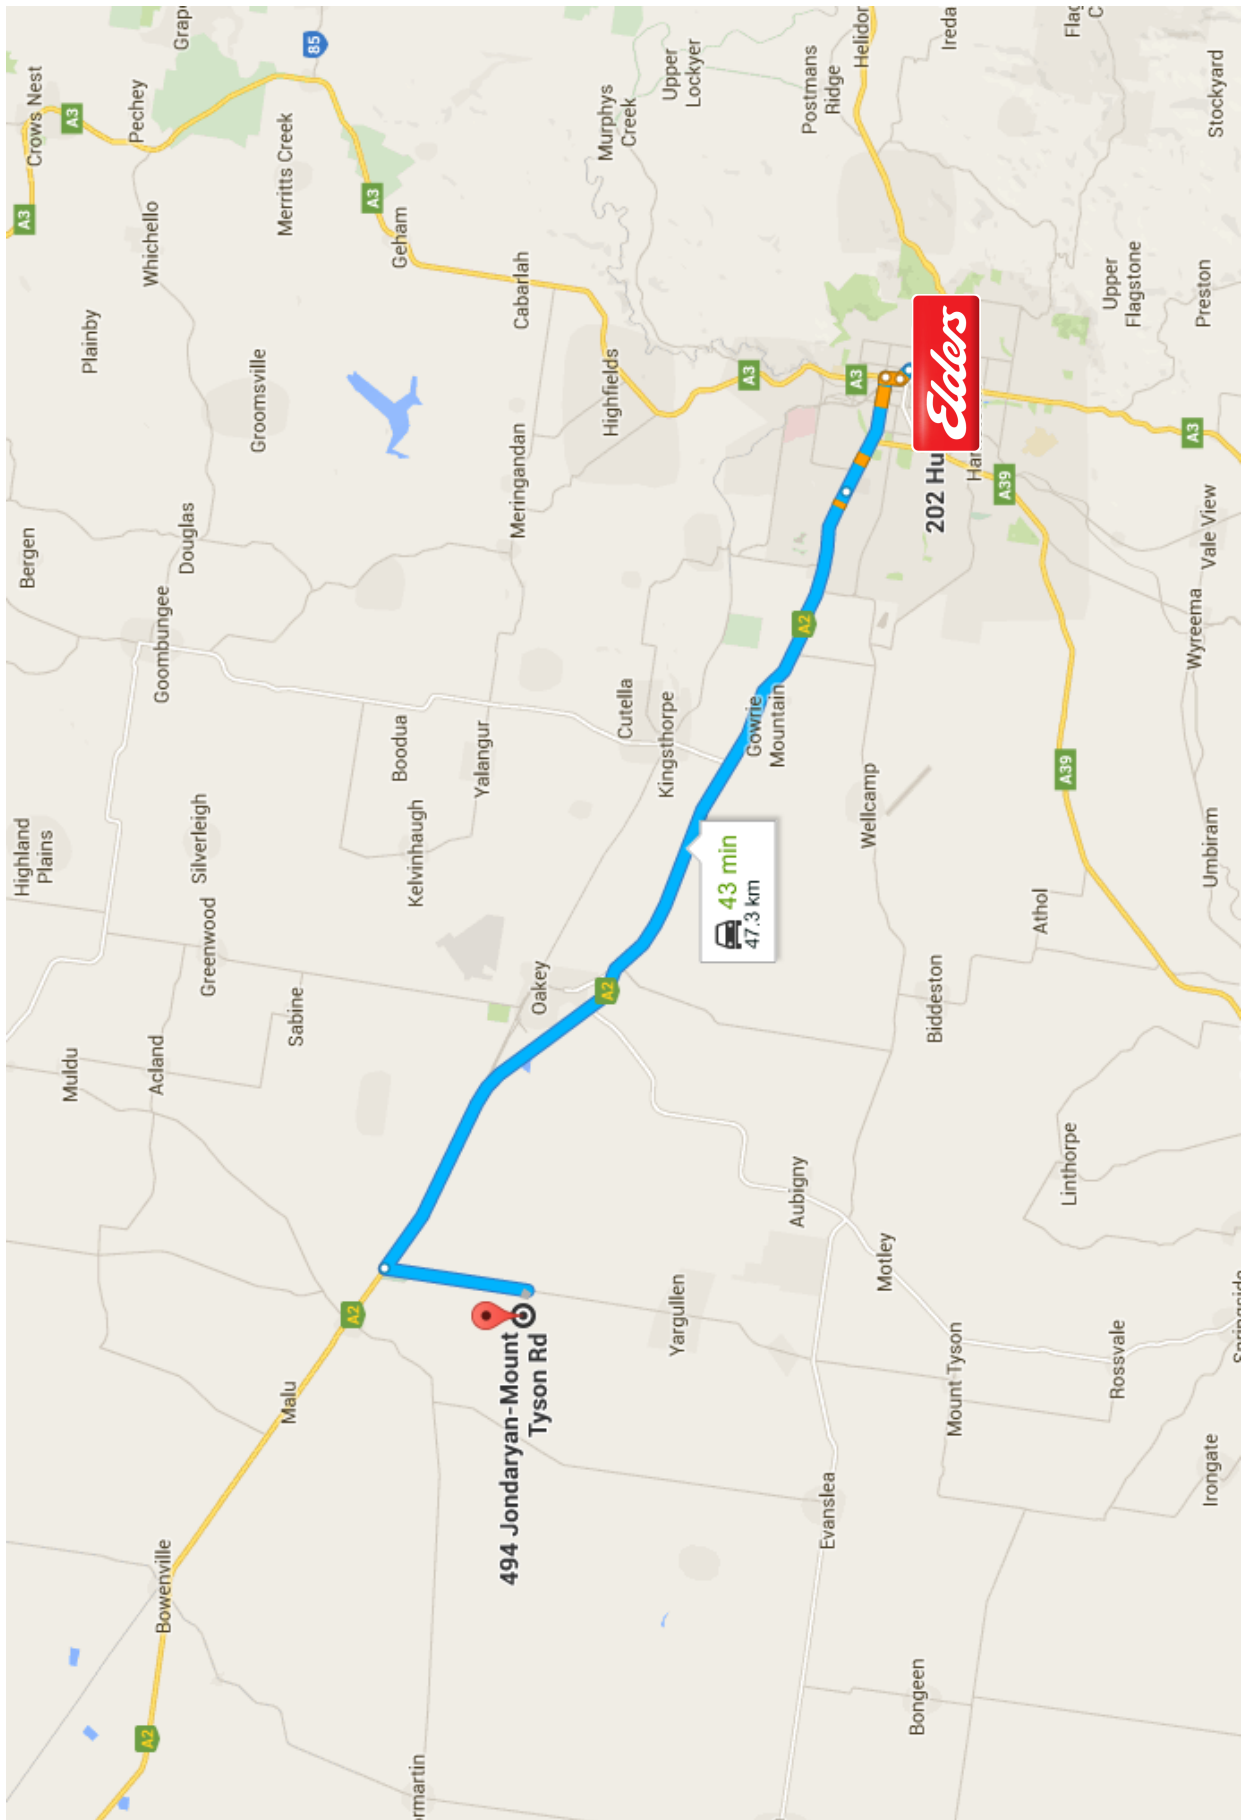 A2
Bowenville
Malu
A2
Muldu
Acland
Sabine
Highland
Plains
Silverleigh
Greenwood
Bergen
Goombungee
Douglas
Plainby
Groomsville
A3
Crows Nest
A3
Pechey
Whichello
Merritts Creek
85
A3
Geham
rmartin
494 Jondaryan-Mount
Tyson Rd
Oakey
A2
Kelvinhaugh
Boodua
Yalangur
Cutella
Kingsthorpe
Meringandan
Highfields
Cabarlah
Murphys
Creek
Upper
Lockyer
Yargullen
Aubigny
43 min
47.3 km
Gowrie
Mountain
A2
A3
A3
Postmans
Ridge
Helidor
Evanslea
Motley
Wellcamp
Bongeen
Mount Tyson
Biddeston
202 Hu
Elders
Har
A39
Linthorpe
Athol
A39
Rossvale
Upper
Flagstone
Irongate
Umbiram
Wyreema
Vale View
A3
Preston
Stockyard